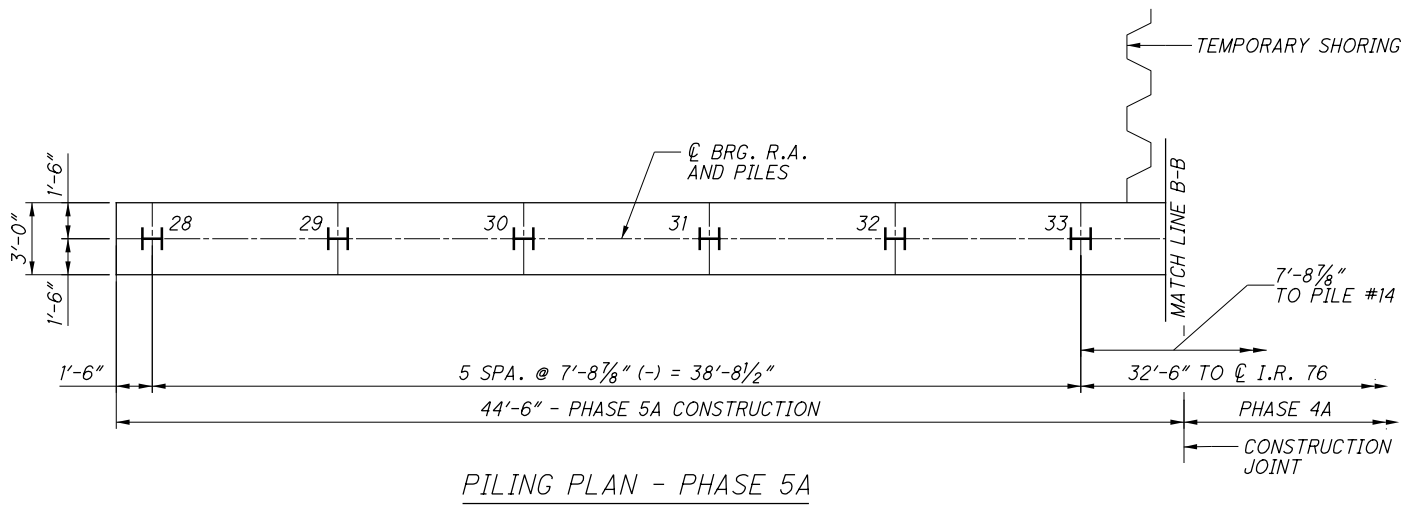 TEMPORARY SHORING
℄ BRG. R.A.
AND PILES
1'-6"
3'-0"
1'-6"
28
29
30
31
32
33
MATCH LINE B-B
7'-8⅞"
TO PILE #14
1'-6"
5 SPA. @ 7'-8⅞" (-) = 38'-8½"
32'-6" TO ℄ I.R. 76
44'-6" - PHASE 5A CONSTRUCTION
PHASE 4A
CONSTRUCTION
JOINT
PILING PLAN - PHASE 5A